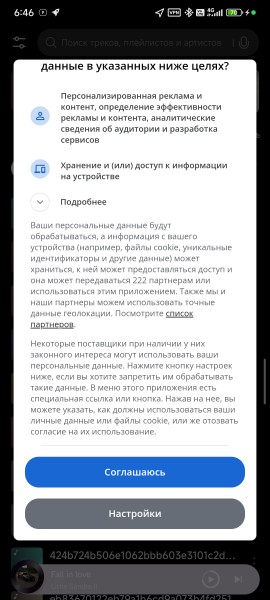 6:46
VPN
4G
76
Поиск треков, плейлистов и артистов
данные в указанных ниже целях?
Персонализированная реклама и
контент, определение эффективности
рекламы и контента, аналитические
сведения об аудитории и разработка
сервисов
Хранение и (или) доступ к информации
на устройстве
Подробнее
Ваши персональные данные будут
обрабатываться, а информация с вашего
устройства (например, файлы cookie, уникальные
идентификаторы и другие данные) может
храниться, к ней может предоставляться доступ и
она может передаваться 222 партнерам или
использоваться этим приложением. Также мы и
наши партнеры можем использовать точные
данные геолокации. Посмотрите список
партнеров.
Некоторые поставщики при наличии у них
законного интереса могут использовать ваши
персональные данные. Нажмите кнопку настроек
ниже, если вы хотите запретить им обрабатывать
такие данные. В меню этого приложения есть
специальная ссылка или кнопка. Нажав на нее, вы
можете указать, как должны использоваться ваши
личные данные или файлы cookie, или же отозвать
согласие на их использование.
Соглашаюсь
Настройки
424b724b506e1062bbb603e3101c2d...
Fall in love